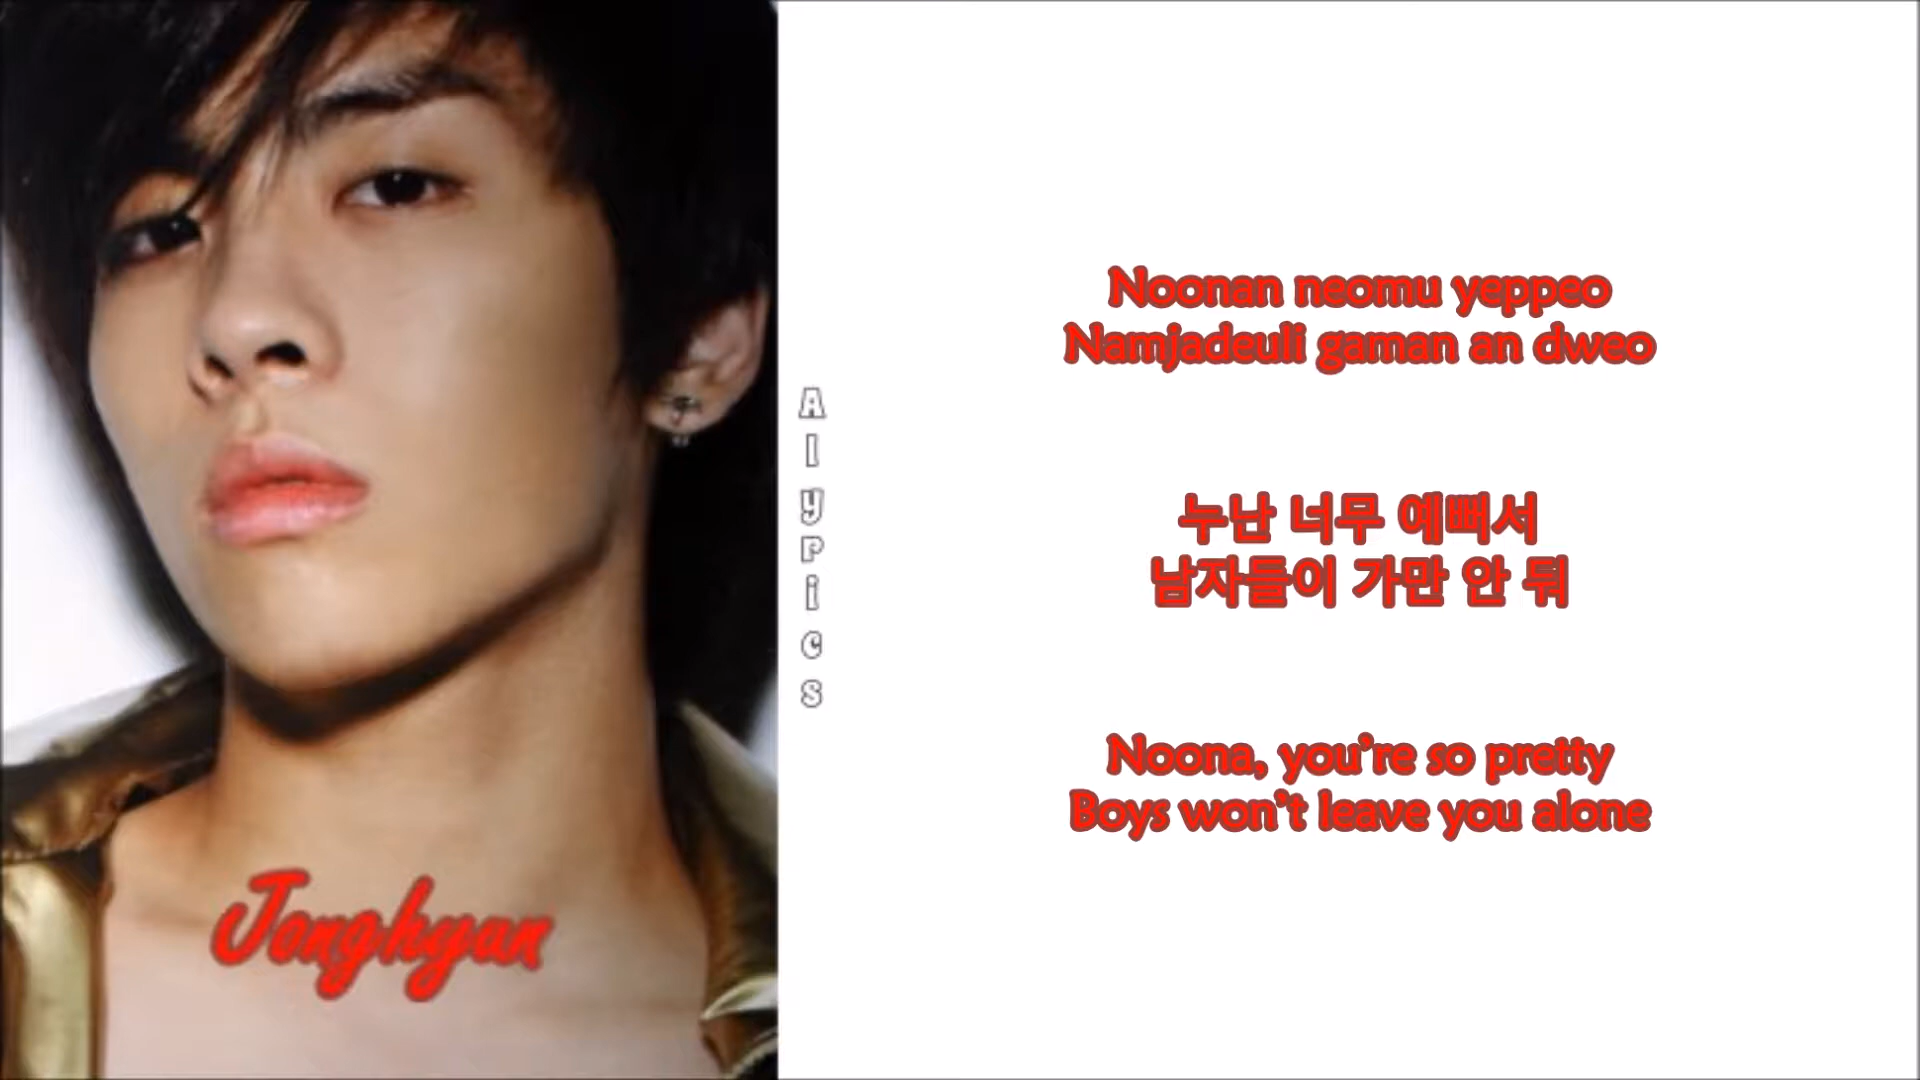 Jonghyun
Alypics
Noonan neomu yeppeo
Namjadeuli gaman an dweo
누난 너무 예뻐서
남자들이 가만 안 둬
Noona, you're so pretty
Boys won't leave you alone